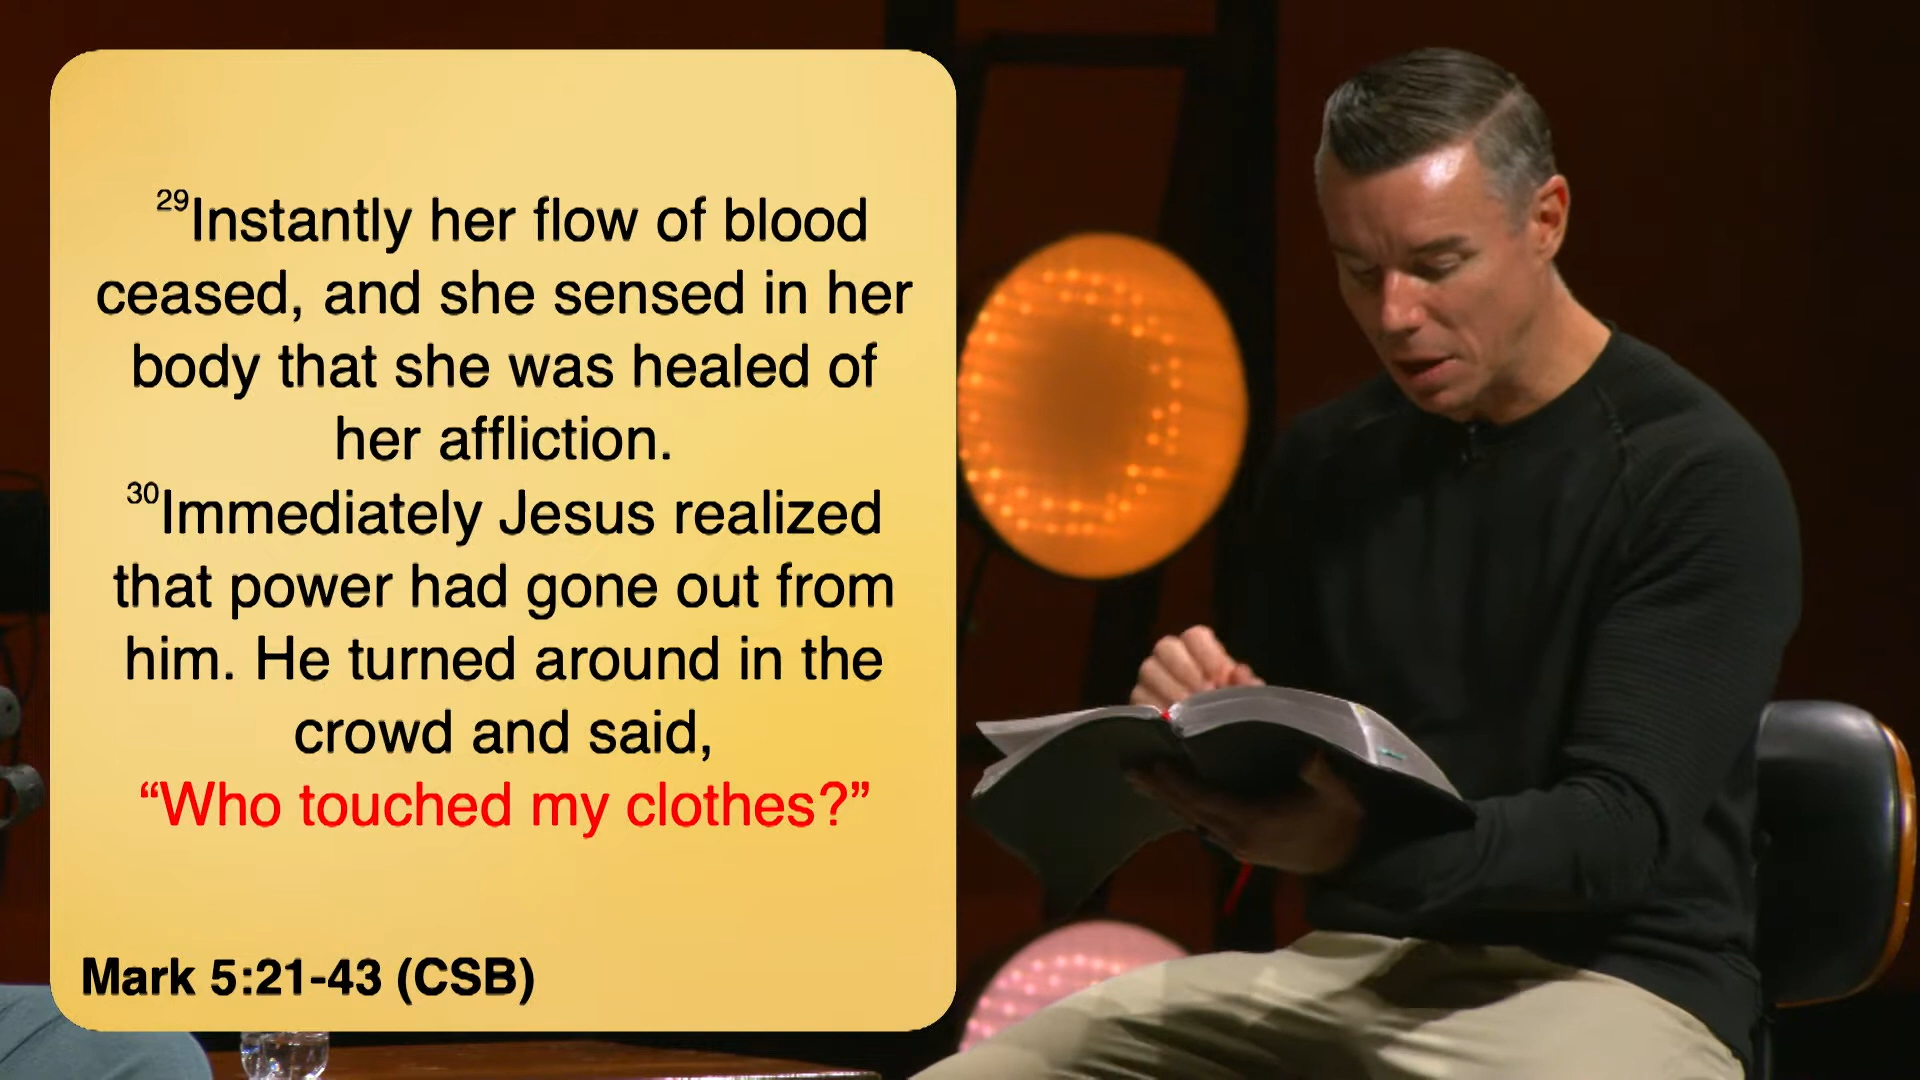 29Instantly her flow of blood
ceased, and she sensed in her
body that she was healed of
her affliction.
30Immediately Jesus realized
that power had gone out from
him. He turned around in the
crowd and said,
“Who touched my clothes?”
Mark 5:21-43 (CSB)